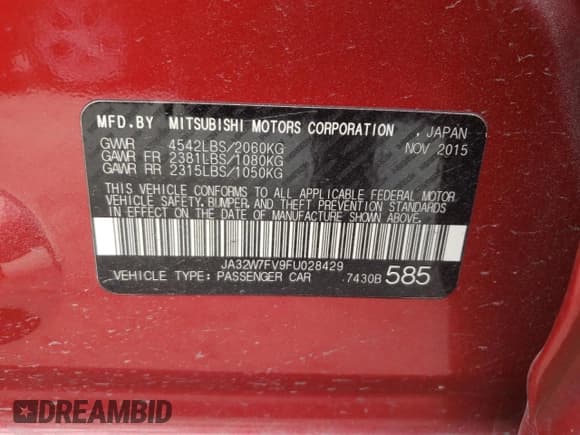 MFD.BY MITSUBISHI MOTORS CORPORATION . JAPAN
GVWR 4542LBS/2060KG NOV 2015
GAWR FR 2381LBS/1080KG
GAWR RR 2315LBS/1050KG
THIS VEHICLE CONFORMS TO ALL APPLICABLE FEDERAL MOTOR
VEHICLE SAFETY, BUMPER, AND THEFT PREVENTION STANDARDS
IN EFFECT ON THE DATE OF MANUFACTURE SHOWN ABOVE.
JA32W7FV9FU028429
VEHICLE TYPE: PASSENGER CAR 7430B 585
DREAMBID